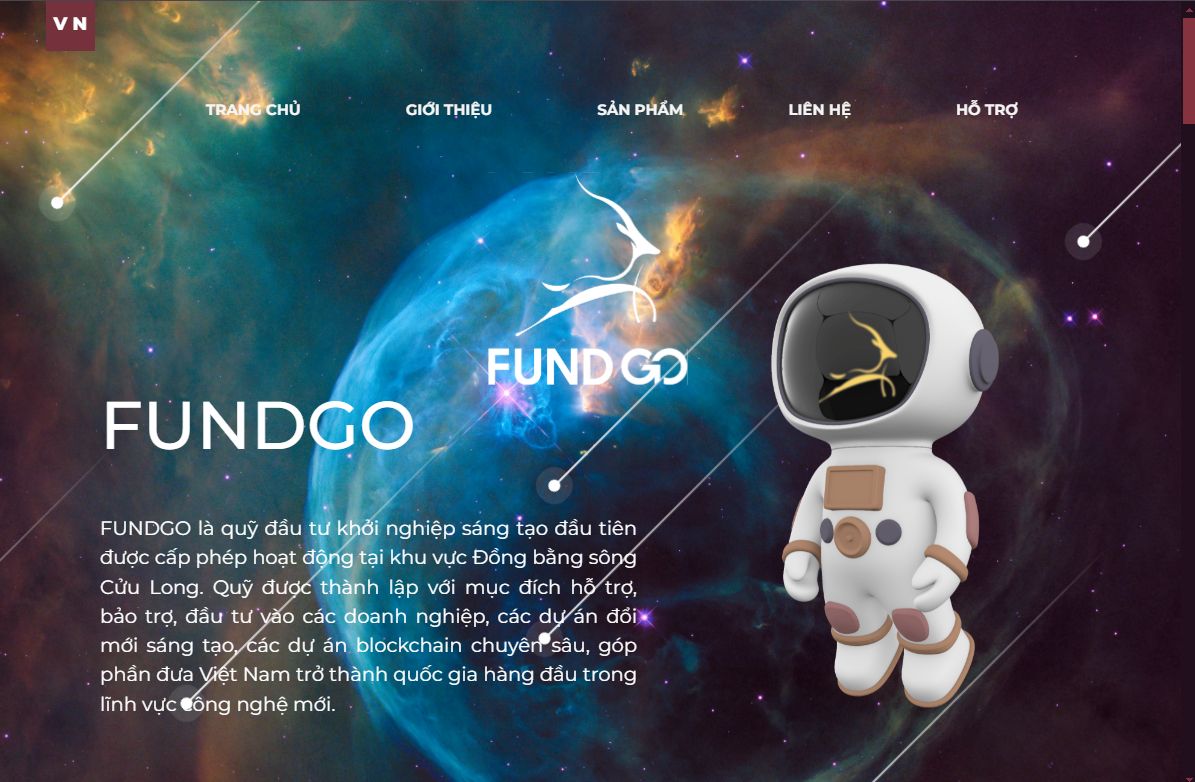 VN
TRANG CHỦ GIỚI THIỆU SẢN PHẨM LIÊN HỆ HỖ TRỢ
FUND GO
FUNDGO
FUNDGO là quỹ đầu tư khởi nghiệp sáng tạo đầu tiên
được cấp phép hoạt động tại khu vực Đồng bằng sông
Cửu Long. Quỹ được thành lập với mục đích hỗ trợ,
bảo trợ, đầu tư vào các doanh nghiệp, các dự án đổi
mới sáng tạo, các dự án blockchain chuyên sâu, góp
phần đưa Việt Nam trở thành quốc gia hàng đầu trong
lĩnh vực công nghệ mới.